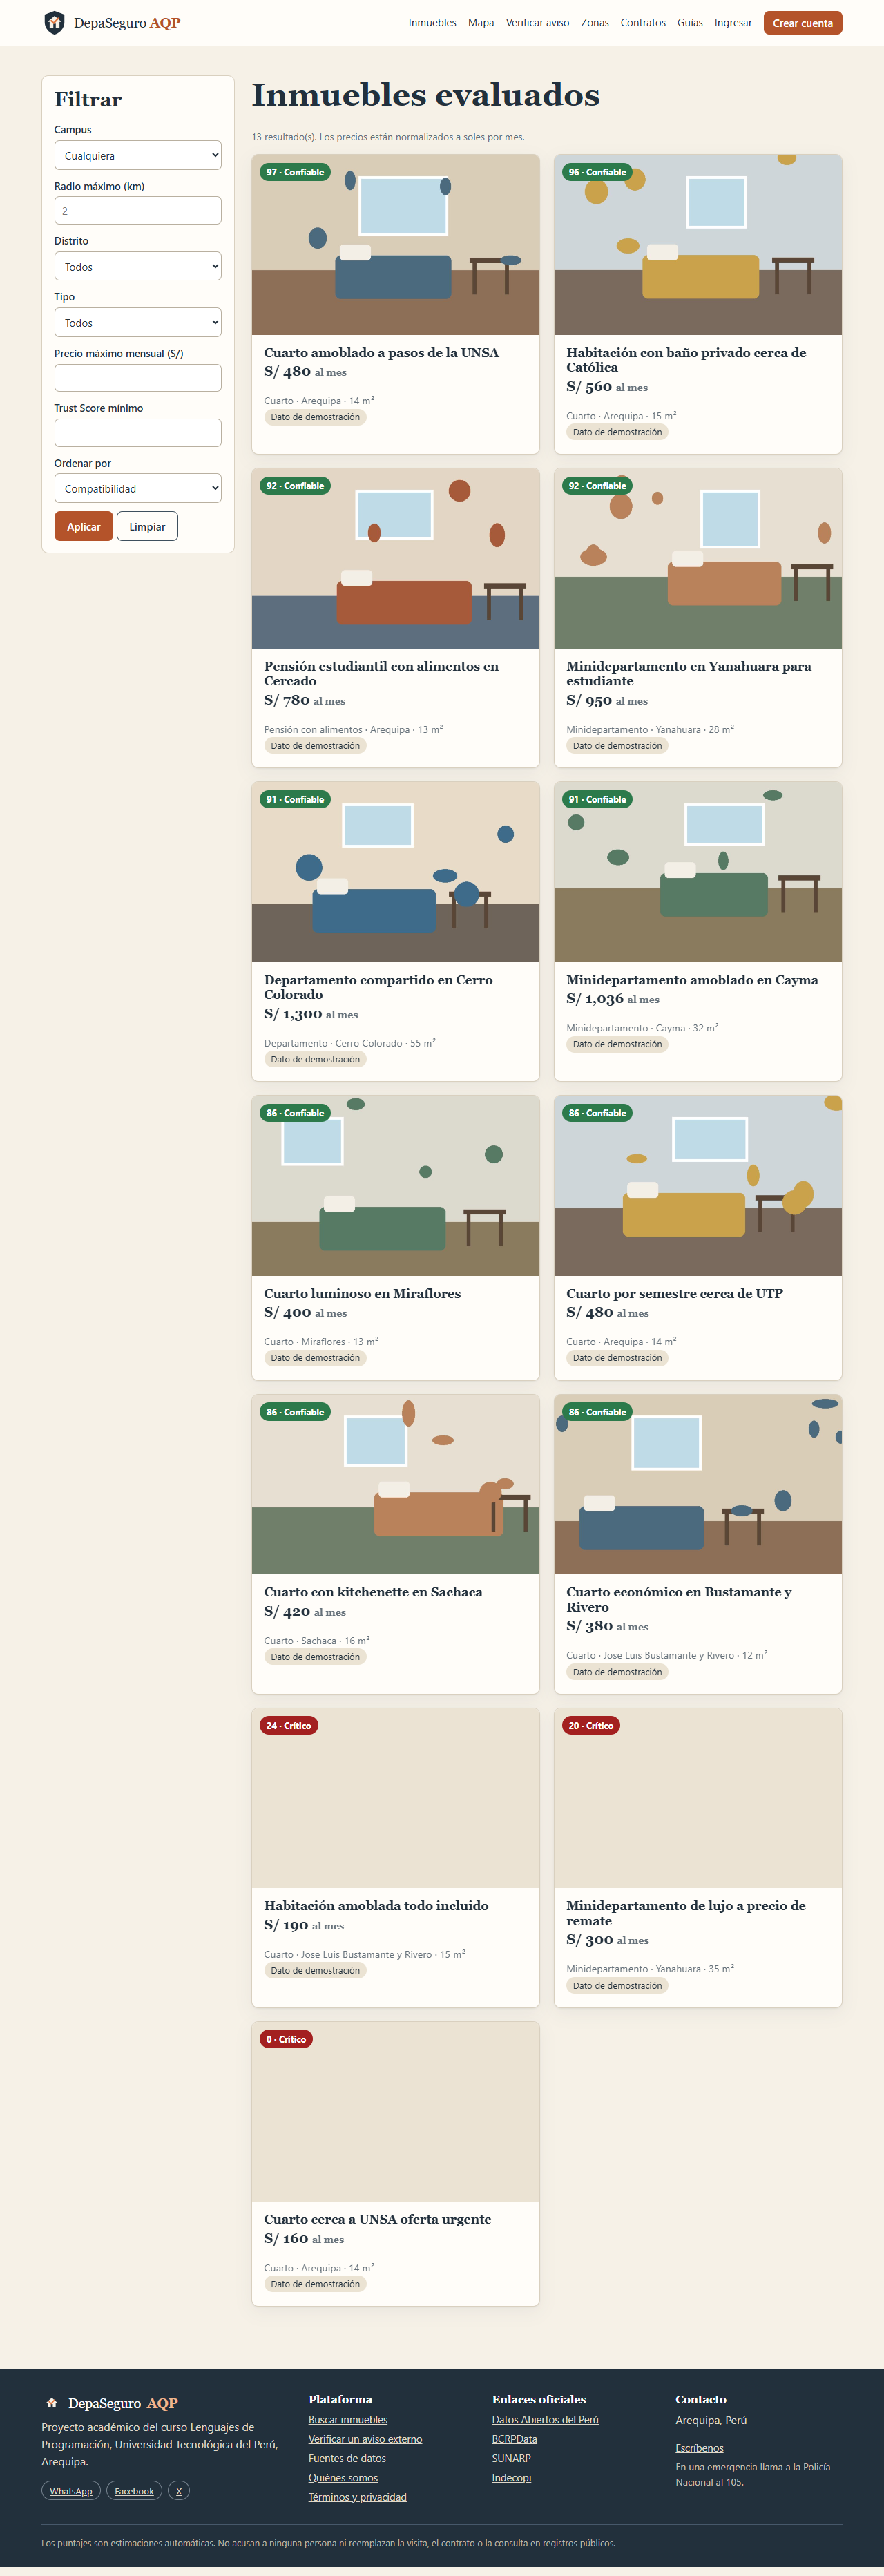 DepaSeguro AQP
Inmuebles
Mapa
Verificar aviso
Zonas
Contratos
Guías
Ingresar
Crear cuenta
Filtrar
Campus
Cualquiera
Radio máximo (km)
2
Distrito
Todos
Tipo
Todos
Precio máximo mensual (S/)
Trust Score mínimo
Ordenar por
Compatibilidad
Aplicar
Limpiar
Inmuebles evaluados
13 resultado(s). Los precios están normalizados a soles por mes.
97 · Confiable
Cuarto amoblado a pasos de la UNSA
S/ 480 al mes
Cuarto · Arequipa · 14 m²
Dato de demostración
96 · Confiable
Habitación con baño privado cerca de
Católica
S/ 560 al mes
Cuarto · Arequipa · 15 m²
Dato de demostración
92 · Confiable
Pensión estudiantil con alimentos en
Cercado
S/ 780 al mes
Pensión con alimentos · Arequipa · 13 m²
Dato de demostración
92 · Confiable
Minidepartamento en Yanahuara para
estudiante
S/ 950 al mes
Minidepartamento · Yanahuara · 28 m²
Dato de demostración
91 · Confiable
Departamento compartido en Cerro
Colorado
S/ 1,300 al mes
Departamento · Cerro Colorado · 55 m²
Dato de demostración
91 · Confiable
Minidepartamento amoblado en Cayma
S/ 1,036 al mes
Minidepartamento · Cayma · 32 m²
Dato de demostración
86 · Confiable
Cuarto luminoso en Miraflores
S/ 400 al mes
Cuarto · Miraflores · 13 m²
Dato de demostración
86 · Confiable
Cuarto por semestre cerca de UTP
S/ 480 al mes
Cuarto · Arequipa · 14 m²
Dato de demostración
86 · Confiable
Cuarto con kitchenette en Sachaca
S/ 420 al mes
Cuarto · Sachaca · 16 m²
Dato de demostración
86 · Confiable
Cuarto económico en Bustamante y
Rivero
S/ 380 al mes
Cuarto · Jose Luis Bustamante y Rivero · 12 m²
Dato de demostración
24 · Crítico
Habitación amoblada todo incluido
S/ 190 al mes
Cuarto · Jose Luis Bustamante y Rivero · 15 m²
Dato de demostración
20 · Crítico
Minidepartamento de lujo a precio de
remate
S/ 300 al mes
Minidepartamento · Yanahuara · 35 m²
Dato de demostración
0 · Crítico
Cuarto cerca a UNSA oferta urgente
S/ 160 al mes
Cuarto · Arequipa · 14 m²
Dato de demostración
DepaSeguro AQP
Proyecto académico del curso Lenguajes de
Programación, Universidad Tecnológica del Perú,
Arequipa.
WhatsApp
Facebook
X
Plataforma
Buscar inmuebles
Verificar un aviso externo
Fuentes de datos
Quiénes somos
Términos y privacidad
Enlaces oficiales
Datos Abiertos del Perú
BCRPData
SUNARP
Indecopi
Contacto
Arequipa, Perú
Escríbenos
En una emergencia llama a la Policía
Nacional al 105.
Los puntajes son estimaciones automáticas. No acusan a ninguna persona ni reemplazan la visita, el contrato o la consulta en registros públicos.